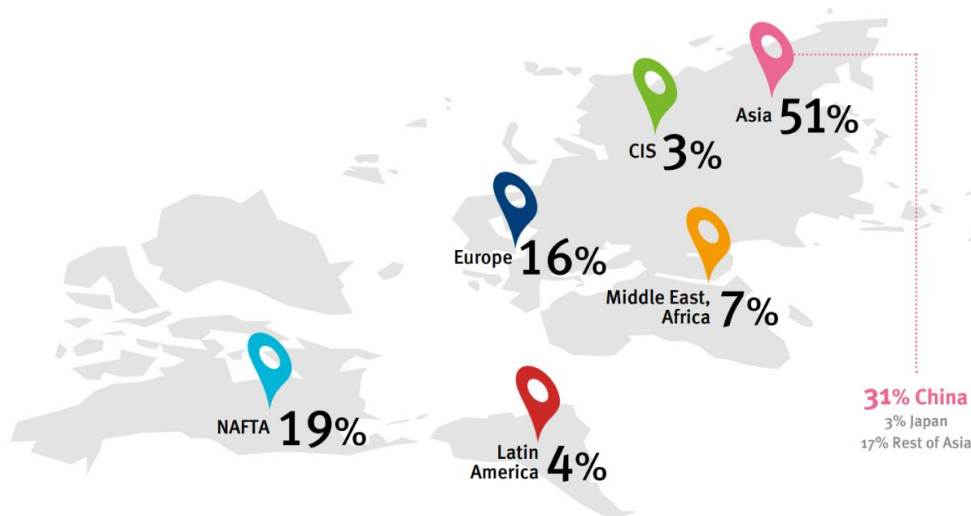 Asia 51%
CIS 3%
Europe 16%
Middle East,
Africa 7%
NAFTA 19%
Latin
America 4%
31% China
3% Japan
17% Rest of Asia